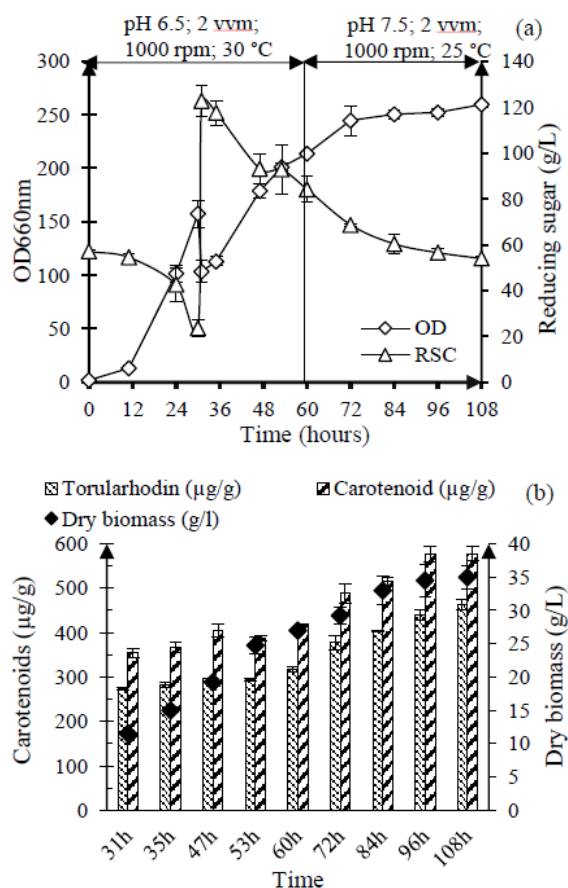 pH 6.5; 2 vvm;
1000 rpm; 30 °C
pH 7.5; 2 vvm;
1000 rpm; 25 °C
(a)
300
250
200
150
100
50
0
OD660nm
140
120
100
80
60
40
20
0
Reducing sugar (g/L)
OD
RSC
0 12 24 36 48 60 72 84 96 108
Time (hours)
Torularhodin (µg/g)
Carotenoid (µg/g)
(b)
Dry biomass (g/l)
600
500
400
300
200
100
0
Carotenoids (µg/g)
40
35
30
25
20
15
10
5
0
Dry biomass (g/L)
31h 35h 47h 53h 60h 72h 84h 96h 108h
Time